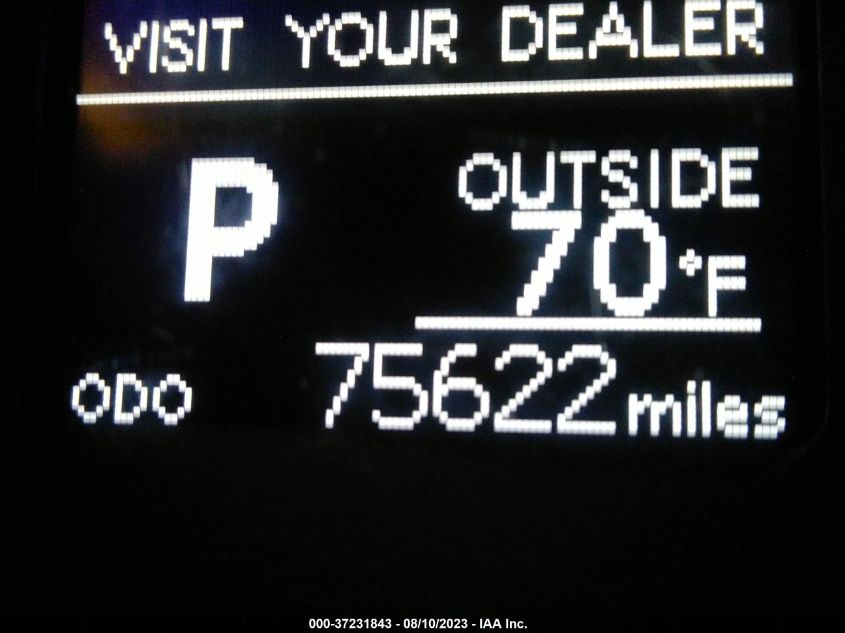 VISIT YOUR DEALER
P
OUTSIDE
70°F
ODO 75622 miles
000-37231843 - 08/10/2023 - IAA Inc.